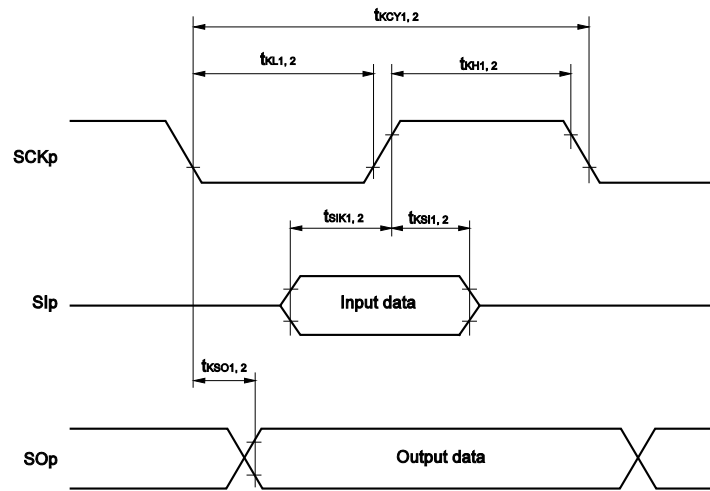 tKCY1, 2
tKL1, 2
tKH1, 2
SCKp
tSIK1, 2
tKSI1, 2
SIp
Input data
tKSO1, 2
SOp
Output data